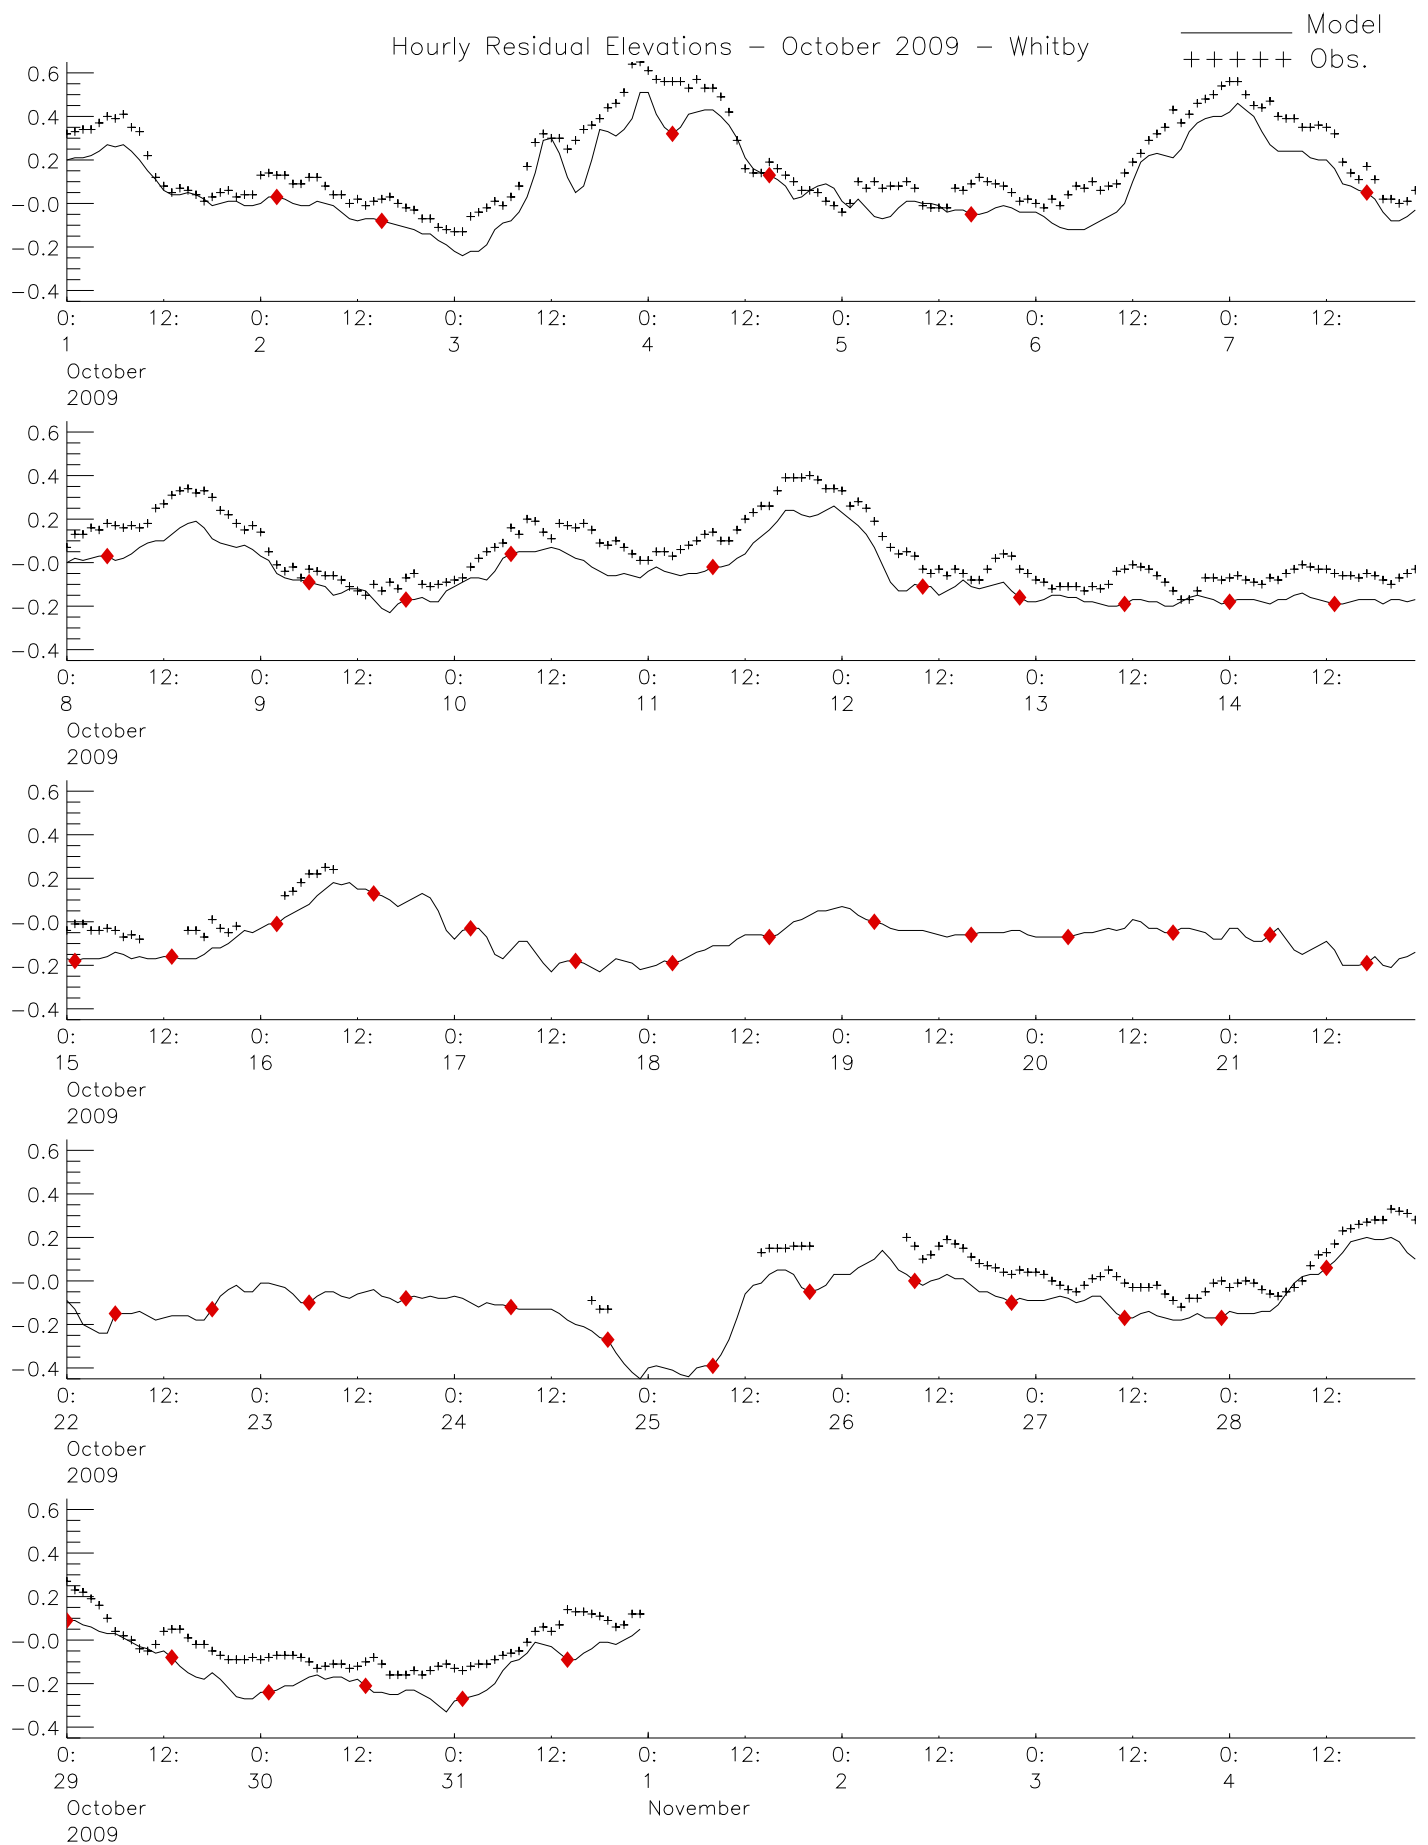 Hourly Residual Elevations − October 2009 − Whitby
Model
+++++ Obs.
0.6
0.4
0.2
−0.0
−0.2
−0.4
0: 12: 0: 12: 0: 12: 0: 12: 0: 12: 0: 12: 0: 12:
1 2 3 4 5 6 7
October
2009
0.6
0.4
0.2
−0.0
−0.2
−0.4
0: 12: 0: 12: 0: 12: 0: 12: 0: 12: 0: 12: 0: 12:
8 9 10 11 12 13 14
October
2009
0.6
0.4
0.2
−0.0
−0.2
−0.4
0: 12: 0: 12: 0: 12: 0: 12: 0: 12: 0: 12: 0: 12:
15 16 17 18 19 20 21
October
2009
0.6
0.4
0.2
−0.0
−0.2
−0.4
0: 12: 0: 12: 0: 12: 0: 12: 0: 12: 0: 12: 0: 12:
22 23 24 25 26 27 28
October
2009
0.6
0.4
0.2
−0.0
−0.2
−0.4
0: 12: 0: 12: 0: 12: 0: 12: 0: 12: 0: 12: 0: 12:
29 30 31 1 2 3 4
October November
2009